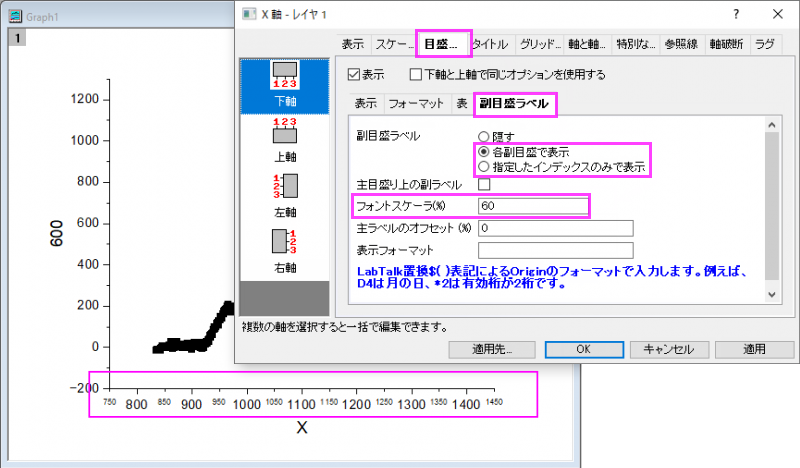 Graph1
1
1200
1000
800
600
400
200
0
-200
600
750 800 850 900 950 1000 1050 1100 1150 1200 1250 1300 1350 1400 1450
X
X 軸 - レイヤ 1
表示 スケー... 目盛... タイトル グリッド... 軸と軸... 特別な... 参照線 軸破断 ラグ
1 2 3
下軸
1 2 3
上軸
1
2
3
左軸
1
2
3
右軸
表示 下軸と上軸で同じオプションを使用する
表示 フォーマット 表 副目盛ラベル
副目盛ラベル 隠す
各副目盛で表示
指定したインデックスのみで表示
主目盛り上の副ラベル
フォントスケーラ(%) 60
主ラベルのオフセット (%) 0
表示フォーマット
LabTalk置換$( )表記によるOriginのフォーマットで入力します。例えば、
D4は月の日、*2は有効桁が2桁です。
複数の軸を選択すると一括で編集できます。
適用先... OK キャンセル 適用